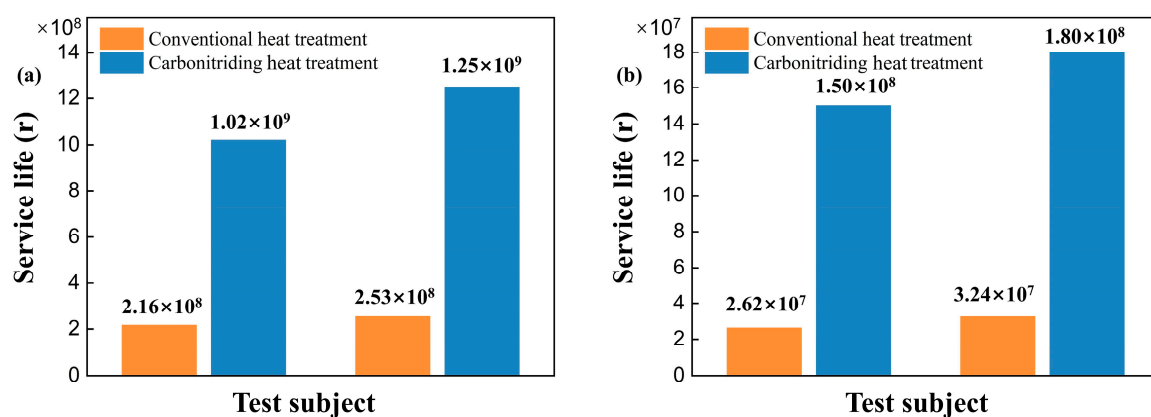 (a)
×10⁸
Service life (r)
14
12
10
8
6
4
2
0
Conventional heat treatment
Carbonitriding heat treatment
2.16×10⁸
1.02×10⁹
2.53×10⁸
1.25×10⁹
Test subject
(b)
×10⁷
Service life (r)
18
16
14
12
10
8
6
4
2
0
Conventional heat treatment
Carbonitriding heat treatment
2.62×10⁷
1.50×10⁸
3.24×10⁷
1.80×10⁸
Test subject